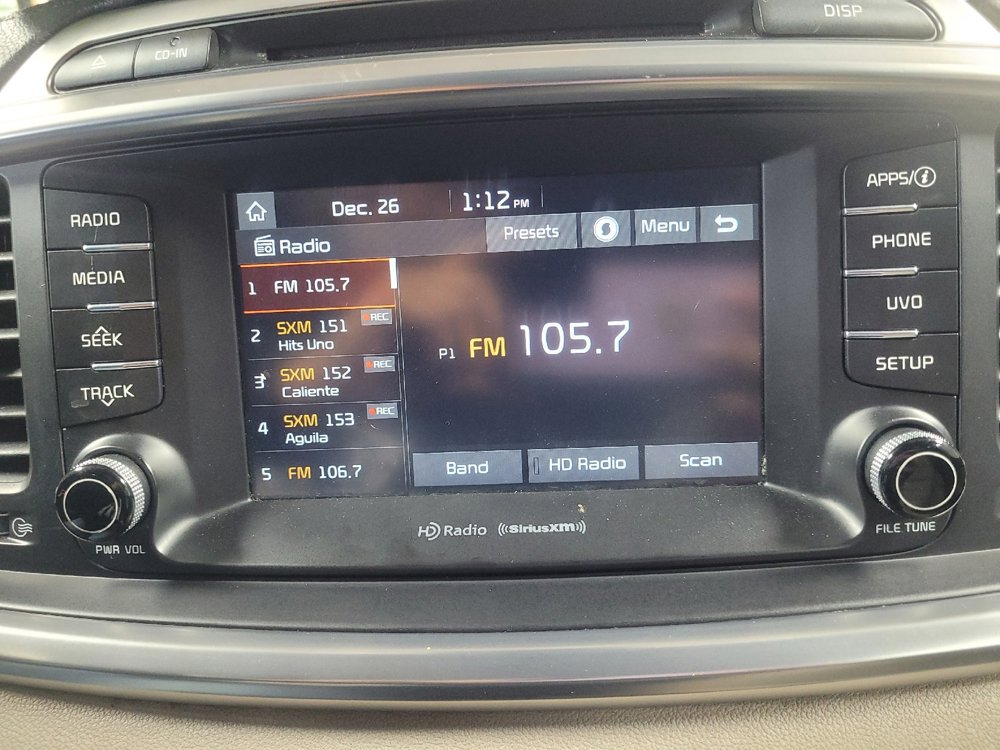 DISP
CD-IN
RADIO
MEDIA
SEEK
TRACK
PWR VOL
Dec. 26 1:12 PM
Radio
Presets Menu
1 FM 105.7
2 SXM 151 REC
Hits Uno
3 SXM 152 REC
Caliente
4 SXM 153 REC
Aguila
5 FM 106.7
P1 FM 105.7
Band HD Radio Scan
HD Radio ((SiriusXM))
APPS/i
PHONE
UVO
SETUP
FILE TUNE